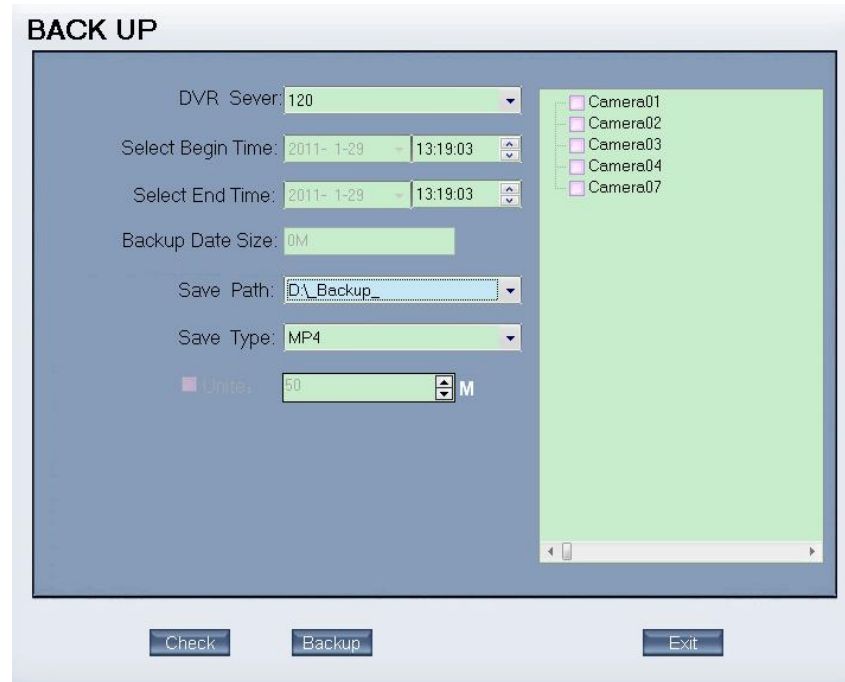 BACK UP
DVR Sever: 120
Select Begin Time: 2011- 1-29 13:19:03
Select End Time: 2011- 1-29 13:19:03
Backup Date Size: 0M
Save Path: D:\_Backup_
Save Type: MP4
Unite: 50 M
Camera01
Camera02
Camera03
Camera04
Camera07
Check Backup Exit